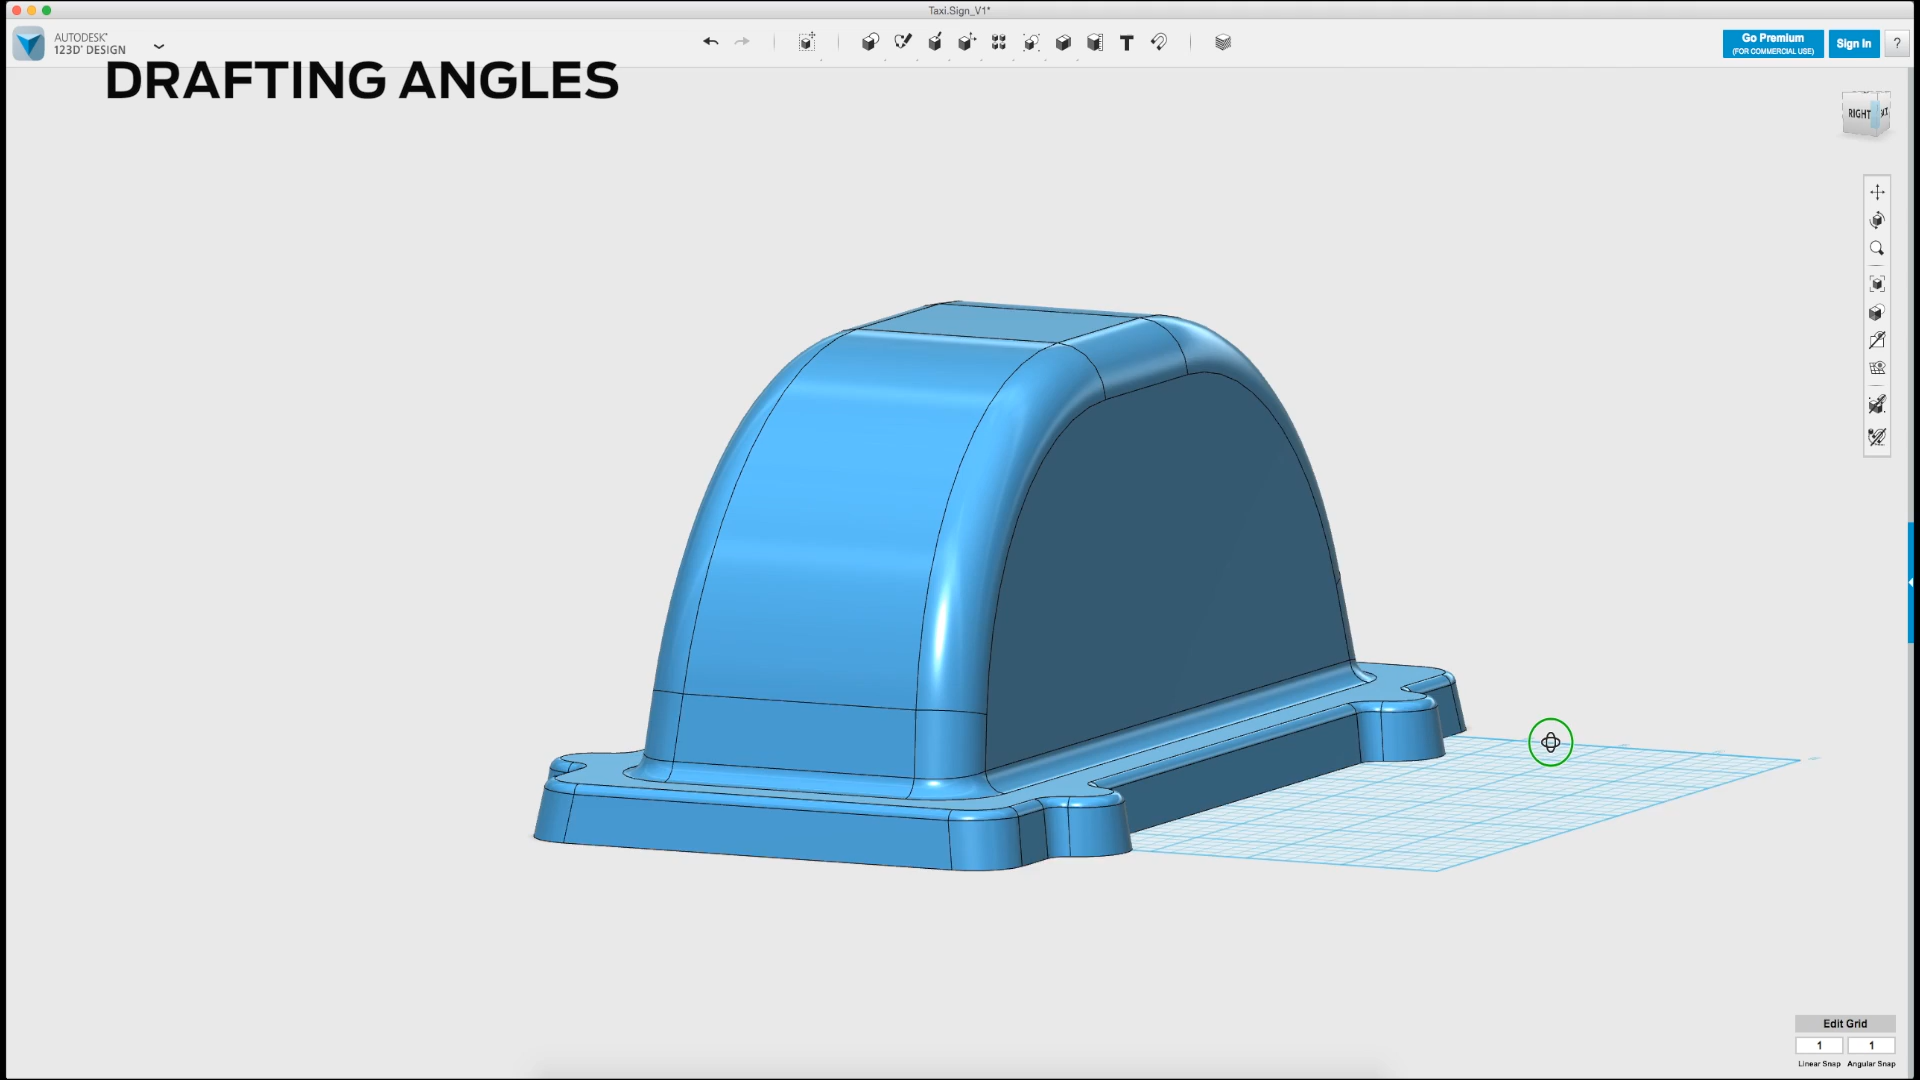 Taxi.Sign_V1*
AUTODESK®
123D® DESIGN
T
Go Premium
(FOR COMMERCIAL USE)
Sign In
?
DRAFTING ANGLES
RIGHT
Edit Grid
1 1
Linear Snap Angular Snap